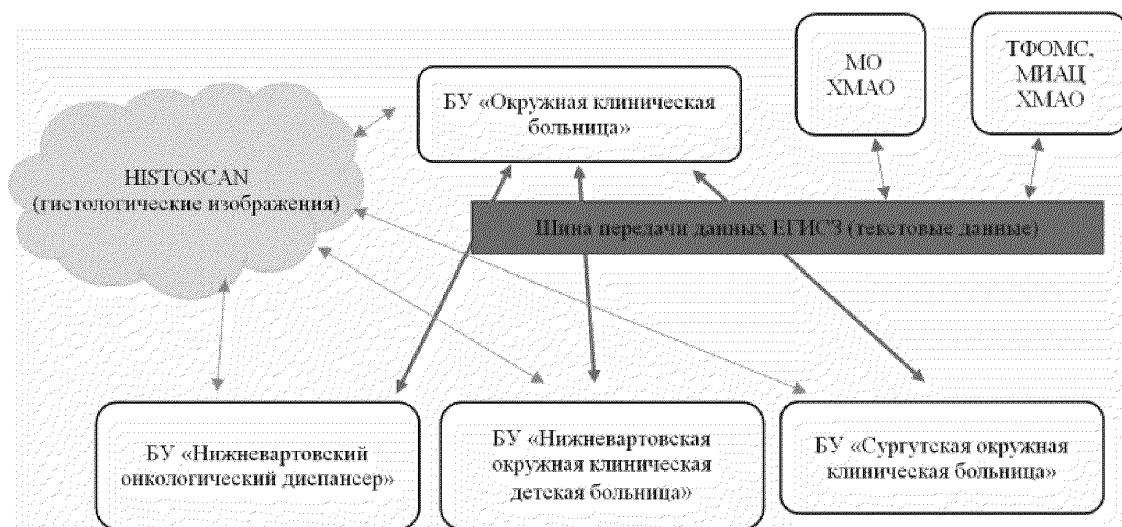 МО
ХМАО
ТФОМС,
МИАЦ
ХМАО
БУ «Окружная клиническая
больница»
HISTOSCAN
(гистологические изображения)
Шина передачи данных ЕГИСЗ (текстовые данные)
БУ «Нижневартовский
онкологический диспансер»
БУ «Нижневартовская
окружная клиническая
детская больница»
БУ «Сургутская окружная
клиническая больница»